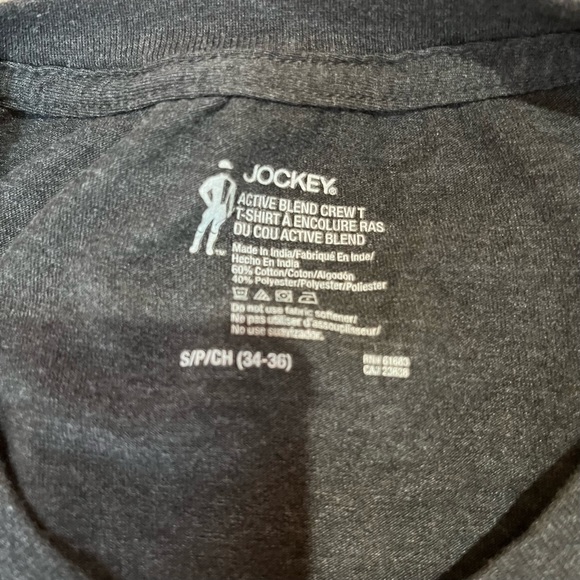 JOCKEY®
ACTIVE BLEND CREW T
T-SHIRT À ENCOLURE RAS
DU COU ACTIVE BLEND
Made In India/Fabriqué En Inde/
Hecho En India
60% Cotton/Coton/Algodón
40% Polyester/Polyester/Poliester
Do not use fabric softener/
Ne pas utiliser d'assouplisseur/
No use suavizador.
S/P/CH (34-36)
RN# 61683
CA#
TM